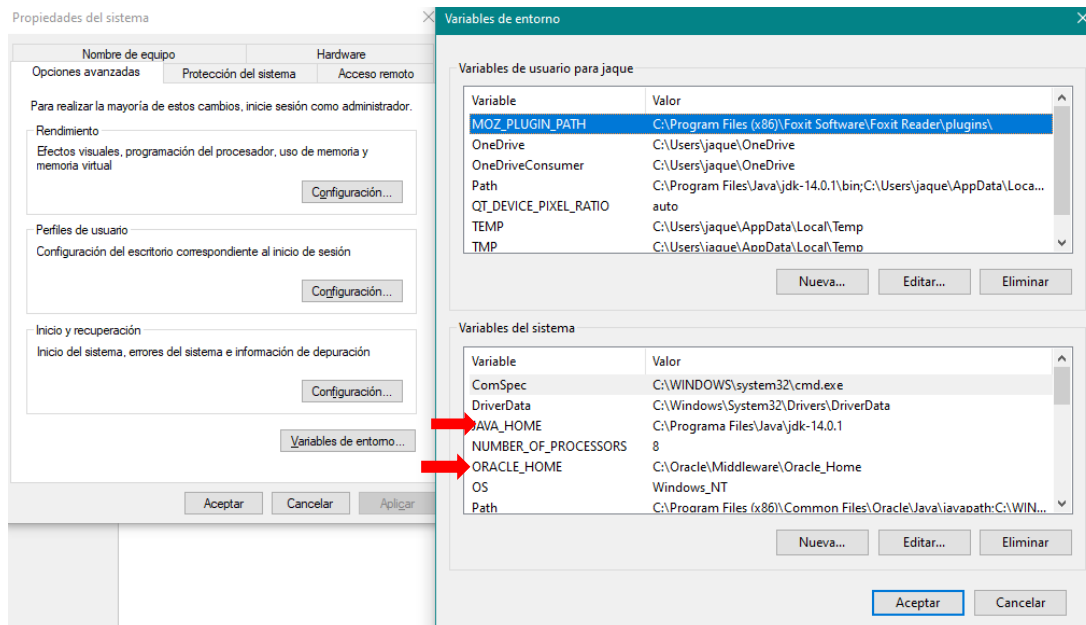 Propiedades del sistema
Nombre de equipo
Hardware
Opciones avanzadas
Protección del sistema
Acceso remoto
Para realizar la mayoría de estos cambios, inicie sesión como administrador.
Rendimiento
Efectos visuales, programación del procesador, uso de memoria y
memoria virtual
Configuración...
Perfiles de usuario
Configuración del escritorio correspondiente al inicio de sesión
Configuración...
Inicio y recuperación
Inicio del sistema, errores del sistema e información de depuración
Configuración...
Variables de entorno...
Aceptar
Cancelar
Aplicar
Variables de entorno
Variables de usuario para jaque
Variable Valor
MOZ_PLUGIN_PATH C:\Program Files (x86)\Foxit Software\Foxit Reader\plugins\
OneDrive C:\Users\jaque\OneDrive
OneDriveConsumer C:\Users\jaque\OneDrive
Path C:\Program Files\Java\jdk-14.0.1\bin;C:\Users\jaque\AppData\Loca...
QT_DEVICE_PIXEL_RATIO auto
TEMP C:\Users\jaque\AppData\Local\Temp
TMP C:\Users\jaque\AppData\Local\Temp
Nueva...
Editar...
Eliminar
Variables del sistema
Variable Valor
ComSpec C:\WINDOWS\system32\cmd.exe
DriverData C:\Windows\System32\Drivers\DriverData
JAVA_HOME C:\Programa Files\Java\jdk-14.0.1
NUMBER_OF_PROCESSORS 8
ORACLE_HOME C:\Oracle\Middleware\Oracle_Home
OS Windows_NT
Path C:\Program Files (x86)\Common Files\Oracle\Java\javapath;C:\WIN...
Nueva...
Editar...
Eliminar
Aceptar
Cancelar